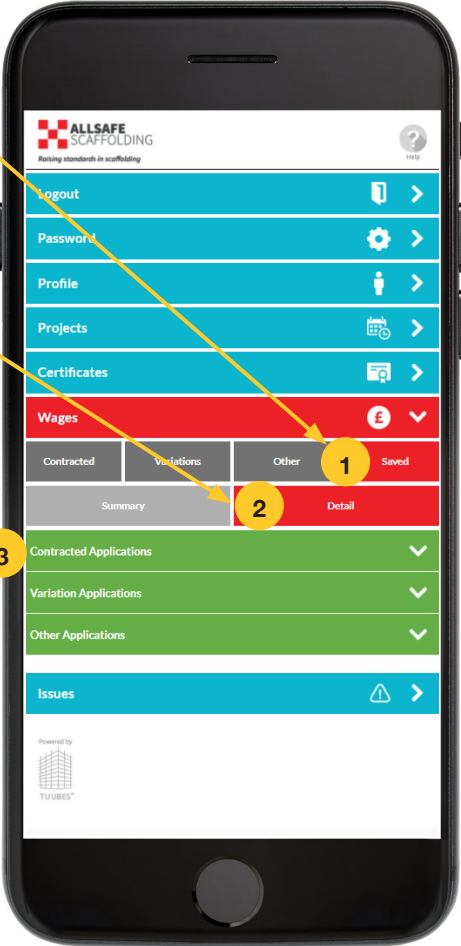 ALLSAFE
SCAFFOLDING
Raising standards in scaffolding
Help
Logout
Password
Profile
Projects
Certificates
Wages £
Contracted Variations Other 1 Saved
Summary 2 Detail
3 Contracted Applications
Variation Applications
Other Applications
Issues
Powered by
TUUBES™